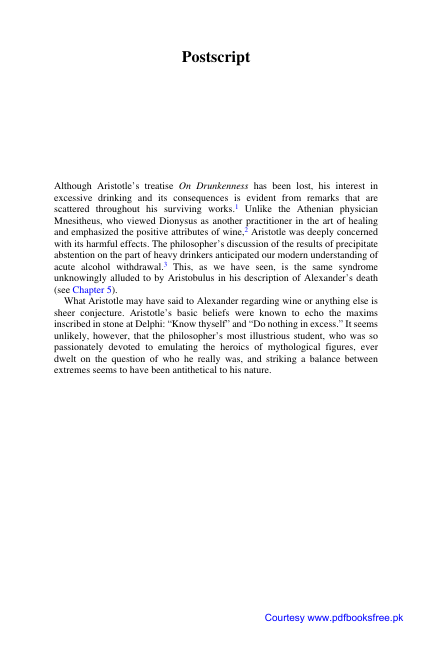 Postscript
Although Aristotle’s treatise On Drunkenness has been lost, his interest in
excessive drinking and its consequences is evident from remarks that are
scattered throughout his surviving works.1 Unlike the Athenian physician
Mnesitheus, who viewed Dionysus as another practitioner in the art of healing
and emphasized the positive attributes of wine,2 Aristotle was deeply concerned
with its harmful effects. The philosopher’s discussion of the results of precipitate
abstention on the part of heavy drinkers anticipated our modern understanding of
acute alcohol withdrawal.3 This, as we have seen, is the same syndrome
unknowingly alluded to by Aristobulus in his description of Alexander’s death
(see Chapter 5).
What Aristotle may have said to Alexander regarding wine or anything else is
sheer conjecture. Aristotle’s basic beliefs were known to echo the maxims
inscribed in stone at Delphi: “Know thyself” and “Do nothing in excess.” It seems
unlikely, however, that the philosopher’s most illustrious student, who was so
passionately devoted to emulating the heroics of mythological figures, ever
dwelt on the question of who he really was, and striking a balance between
extremes seems to have been antithetical to his nature.
Courtesy www.pdfbooksfree.pk